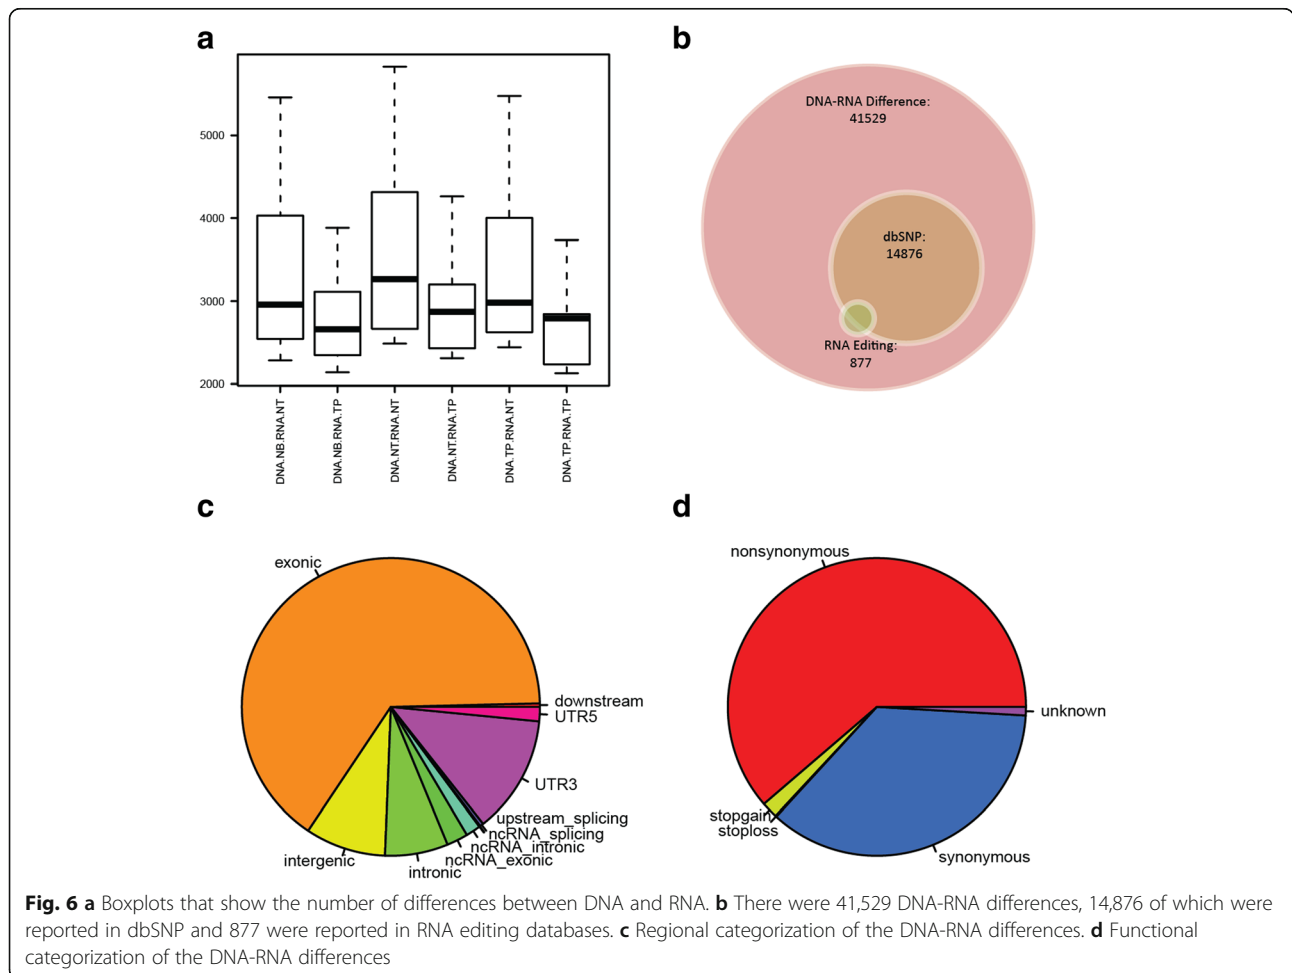 a
5000
4000
3000
2000
DNA.NB.RNA.NT
DNA.NB.RNA.TP
DNA.NT.RNA.NT
DNA.NT.RNA.TP
DNA.TP.RNA.NT
DNA.TP.RNA.TP
b
DNA-RNA Difference:
41529
dbSNP:
14876
RNA Editing:
877
c
exonic
downstream
UTR5
UTR3
upstream_splicing
ncRNA_splicing
ncRNA_intronic
ncRNA_exonic
intronic
intergenic
d
nonsynonymous
unknown
stopgain
stoploss
synonymous
Fig. 6 a Boxplots that show the number of differences between DNA and RNA. b There were 41,529 DNA-RNA differences, 14,876 of which were
reported in dbSNP and 877 were reported in RNA editing databases. c Regional categorization of the DNA-RNA differences. d Functional
categorization of the DNA-RNA differences